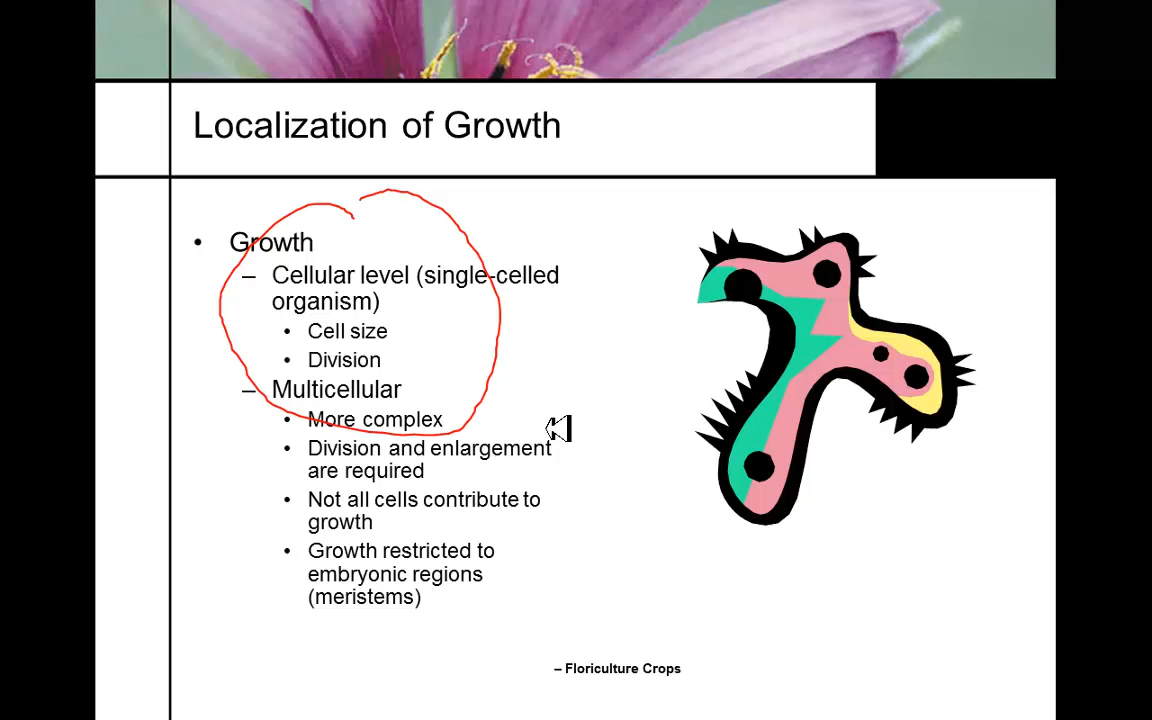 Localization of Growth
• Growth
– Cellular level (single-celled
organism)
• Cell size
• Division
– Multicellular
• More complex
• Division and enlargement
are required
• Not all cells contribute to
growth
• Growth restricted to
embryonic regions
(meristems)
– Floriculture Crops